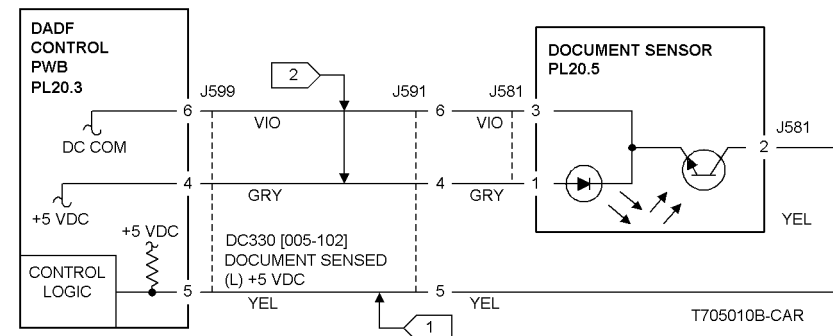 DADF
CONTROL
PWB
PL20.3
DOCUMENT SENSOR
PL20.5
2
J599
J591
J581
6
VIO
6
VIO
3
DC COM
J581
2
4
GRY
4
GRY
1
+5 VDC
YEL
+5 VDC
DC330 [005-102]
DOCUMENT SENSED
(L) +5 VDC
CONTROL
LOGIC
5
YEL
5
YEL
1
T705010B-CAR